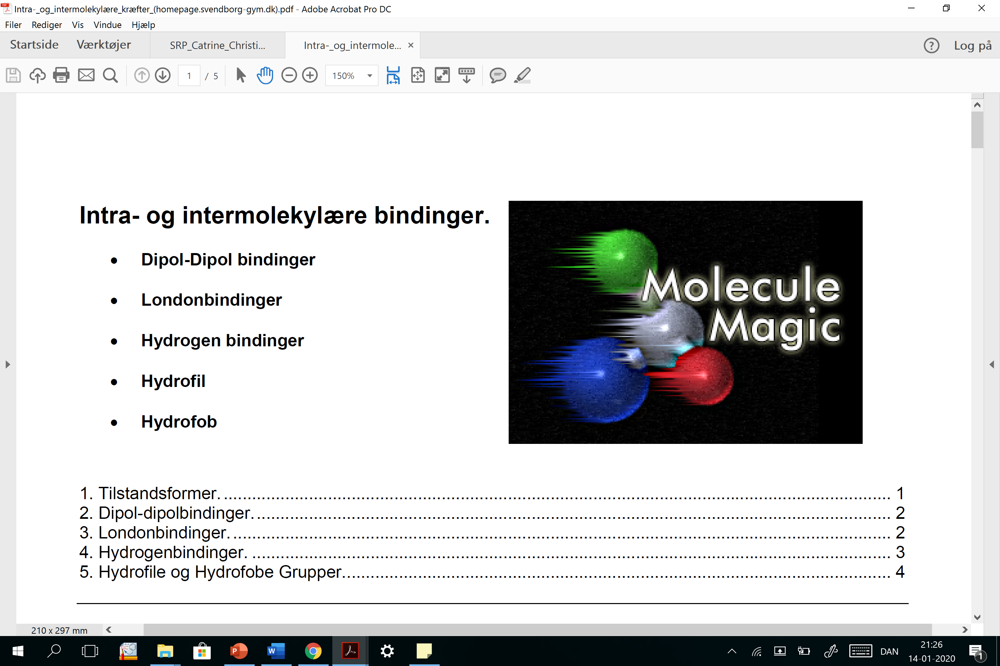 Intra-_og_intermolekylære_kræfter_(homepage.svendborg-gym.dk).pdf - Adobe Acrobat Pro DC
Filer Rediger Vis Vindue Hjælp
Startside Værktøjer SRP_Catrine_Christi... Intra-_og_intermole... × ? Log på
1 / 5 150%
Intra- og intermolekylære bindinger.
• Dipol-Dipol bindinger
• Londonbindinger
• Hydrogen bindinger
• Hydrofil
• Hydrofob
Molecule
Magic
1. Tilstandsformer. 1
2. Dipol-dipolbindinger. 2
3. Londonbindinger. 2
4. Hydrogenbindinger. 3
5. Hydrofile og Hydrofobe Grupper. 4
210 x 297 mm
DAN
21:26
14-01-2020
1